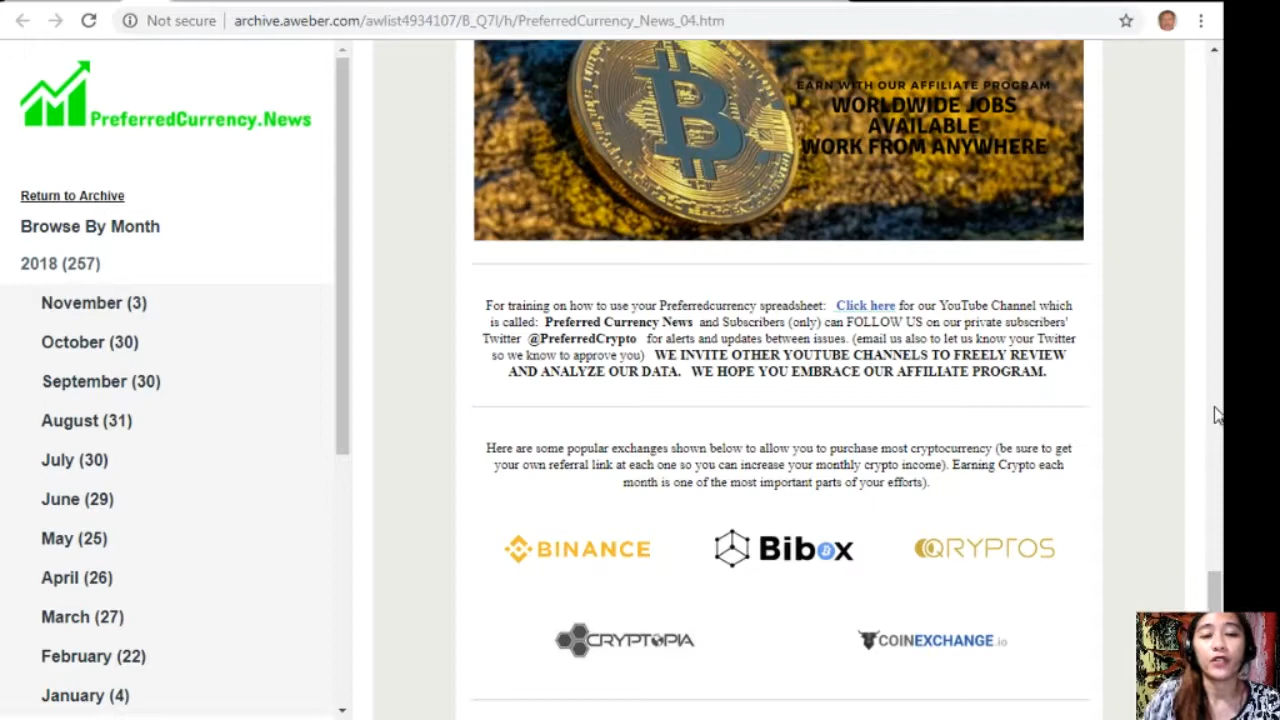 Not secure | archive.aweber.com/awlist4934107/B_Q7l/h/PreferredCurrency_News_04.htm
PreferredCurrency.News
Return to Archive
Browse By Month
2018 (257)
November (3)
October (30)
September (30)
August (31)
July (30)
June (29)
May (25)
April (26)
March (27)
February (22)
January (4)
EARN WITH OUR AFFILIATE PROGRAM
WORLDWIDE JOBS
AVAILABLE
WORK FROM ANYWHERE
For training on how to use your Preferredcurrency spreadsheet: Click here for our YouTube Channel which
is called: Preferred Currency News and Subscribers (only) can FOLLOW US on our private subscribers'
Twitter @PreferredCrypto for alerts and updates between issues. (email us also to let us know your Twitter
so we know to approve you) WE INVITE OTHER YOUTUBE CHANNELS TO FREELY REVIEW
AND ANALYZE OUR DATA. WE HOPE YOU EMBRACE OUR AFFILIATE PROGRAM.
Here are some popular exchanges shown below to allow you to purchase most cryptocurrency (be sure to get
your own referral link at each one so you can increase your monthly crypto income). Earning Crypto each
month is one of the most important parts of your efforts).
BINANCE
Bibox
QRYPTOS
CRYPTOPIA
COINEXCHANGE.io